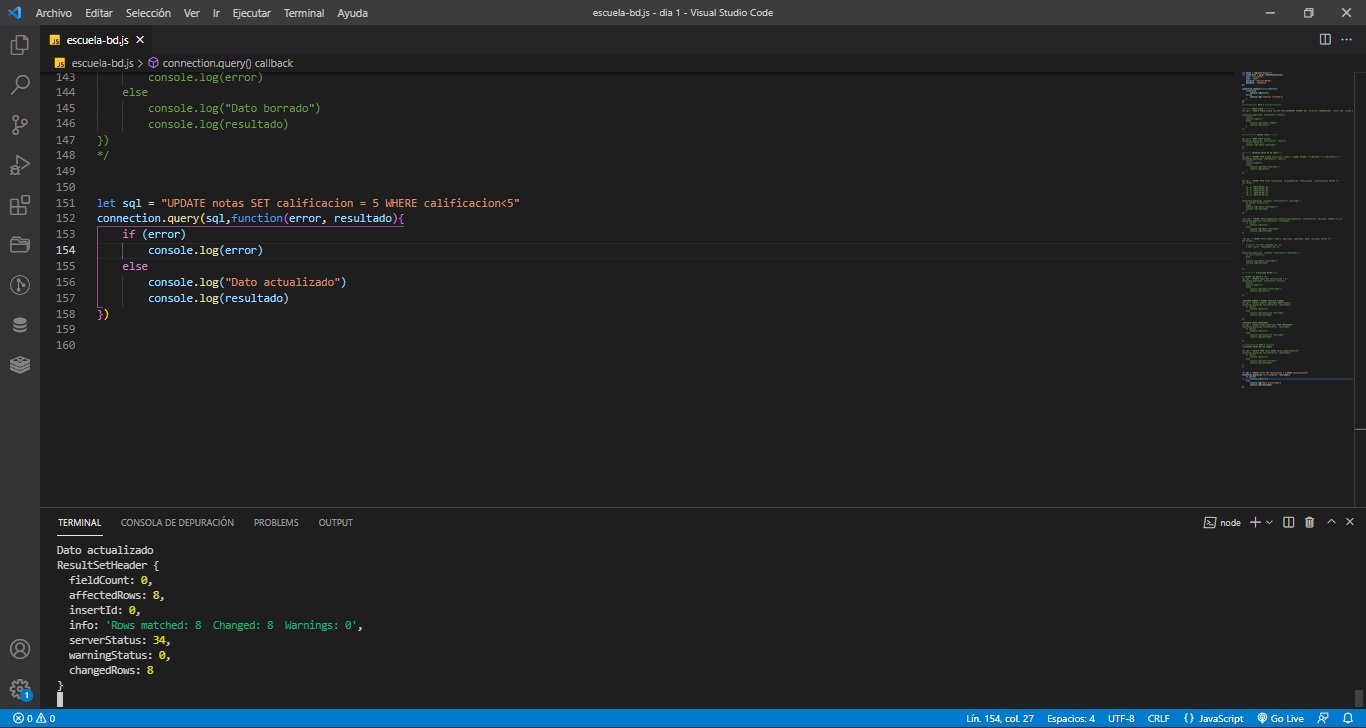 Archivo Editar Selección Ver Ir Ejecutar Terminal Ayuda escuela-bd.js - dia 1 - Visual Studio Code
JS escuela-bd.js
JS escuela-bd.js > connection.query() callback
143 console.log(error)
144 else
145 console.log("Dato borrado")
146 console.log(resultado)
147 })
148 */
149
150
151 let sql = "UPDATE notas SET calificacion = 5 WHERE calificacion<5"
152 connection.query(sql,function(error, resultado){
153 if (error)
154 console.log(error)
155 else
156 console.log("Dato actualizado")
157 console.log(resultado)
158 })
159
160
TERMINAL CONSOLA DE DEPURACIÓN PROBLEMS OUTPUT node
Dato actualizado
ResultSetHeader {
fieldCount: 0,
affectedRows: 8,
insertId: 0,
info: 'Rows matched: 8  Changed: 8  Warnings: 0',
serverStatus: 34,
warningStatus: 0,
changedRows: 8
}
1
0 0 Lín. 154, col. 27 Espacios: 4 UTF-8 CRLF {} JavaScript Go Live